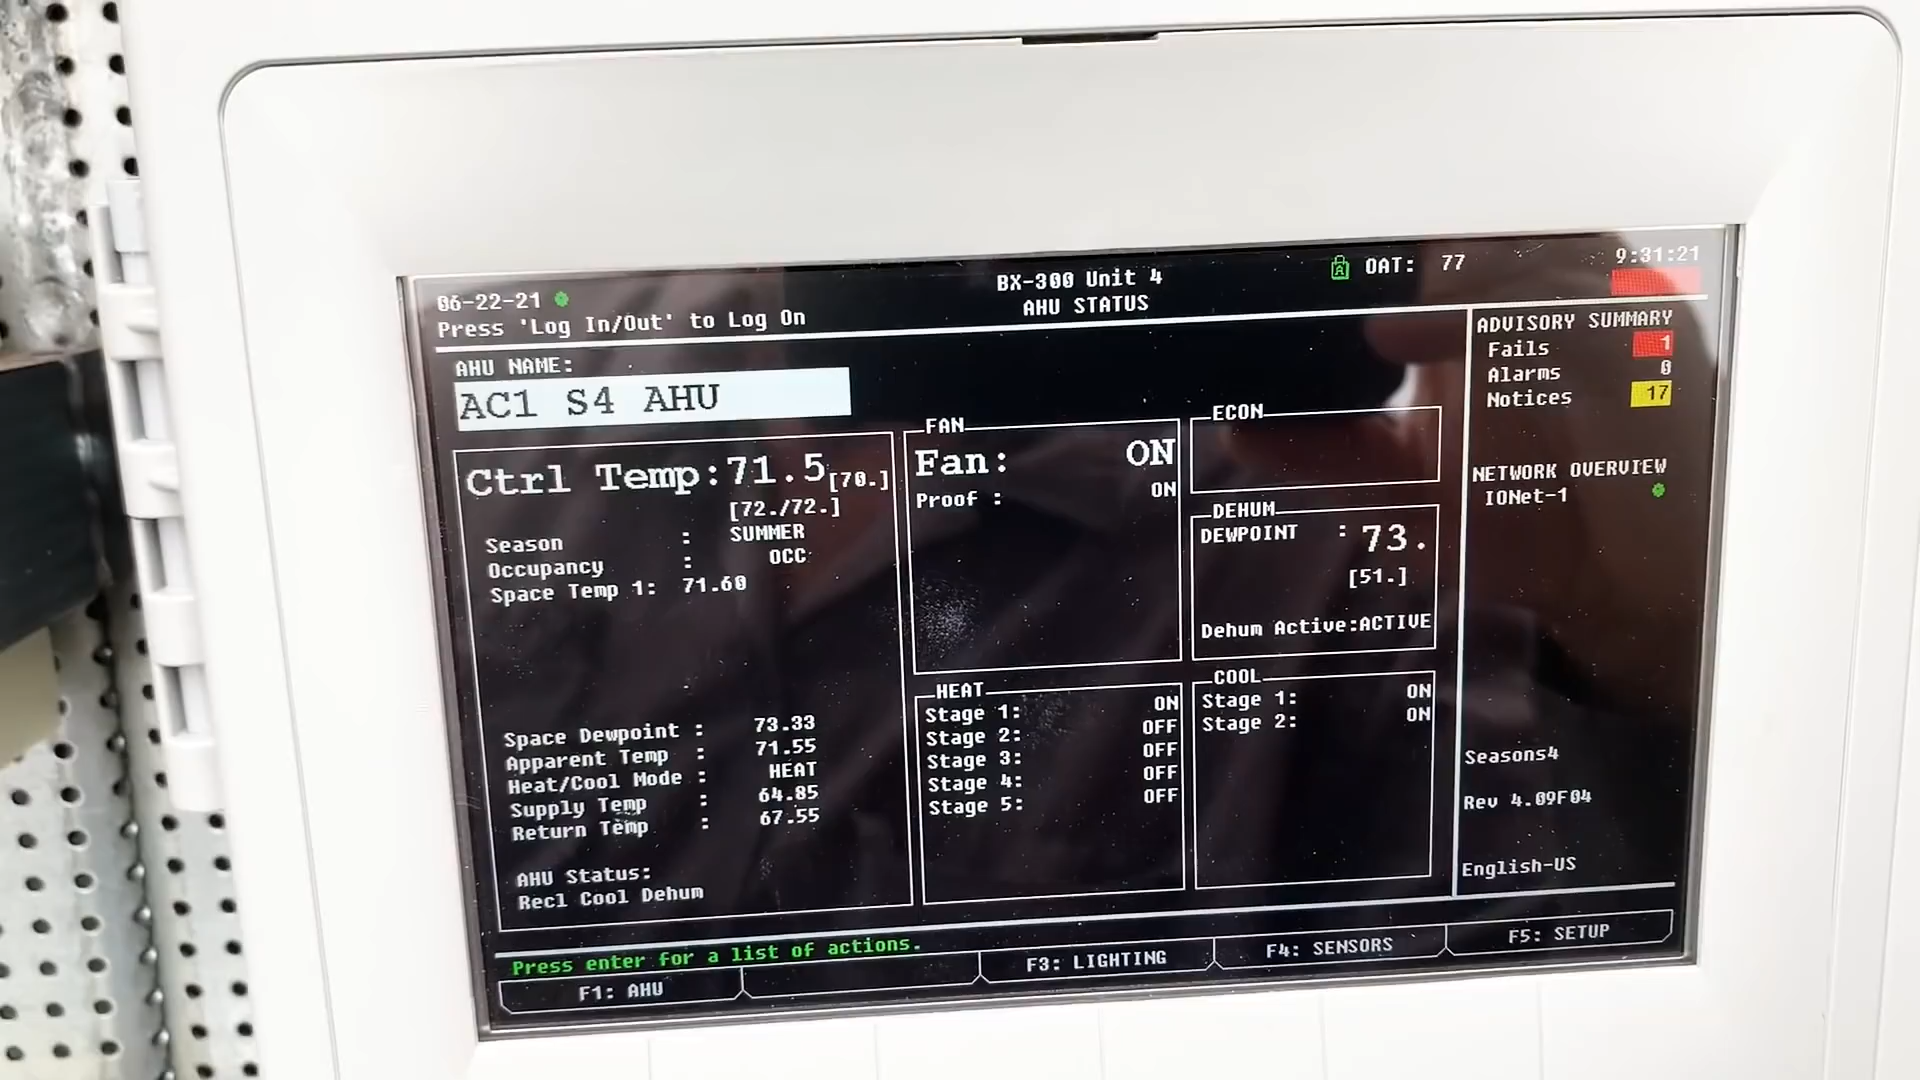 06-22-21
BX-300 Unit 4
OAT: 77
9:31:21
Press 'Log In/Out' to Log On
AHU STATUS
AHU NAME:
AC1 S4 AHU
Ctrl Temp:71.5[70.]
[72./72.]
Season : SUMMER
Occupancy : OCC
Space Temp 1: 71.60
Space Dewpoint : 73.33
Apparent Temp : 71.55
Heat/Cool Mode : HEAT
Supply Temp : 64.85
Return Temp : 67.55
AHU Status:
Recl Cool Dehum
FAN
Fan: ON
Proof : ON
HEAT
Stage 1: ON
Stage 2: OFF
Stage 3: OFF
Stage 4: OFF
Stage 5: OFF
ECON
DEHUM
DEWPOINT : 73.
[51.]
Dehum Active:ACTIVE
COOL
Stage 1: ON
Stage 2: ON
ADVISORY SUMMARY
Fails 1
Alarms 0
Notices 17
NETWORK OVERVIEW
IONet-1
Seasons4
Rev 4.09F04
English-US
Press enter for a list of actions.
F1: AHU
F3: LIGHTING
F4: SENSORS
F5: SETUP